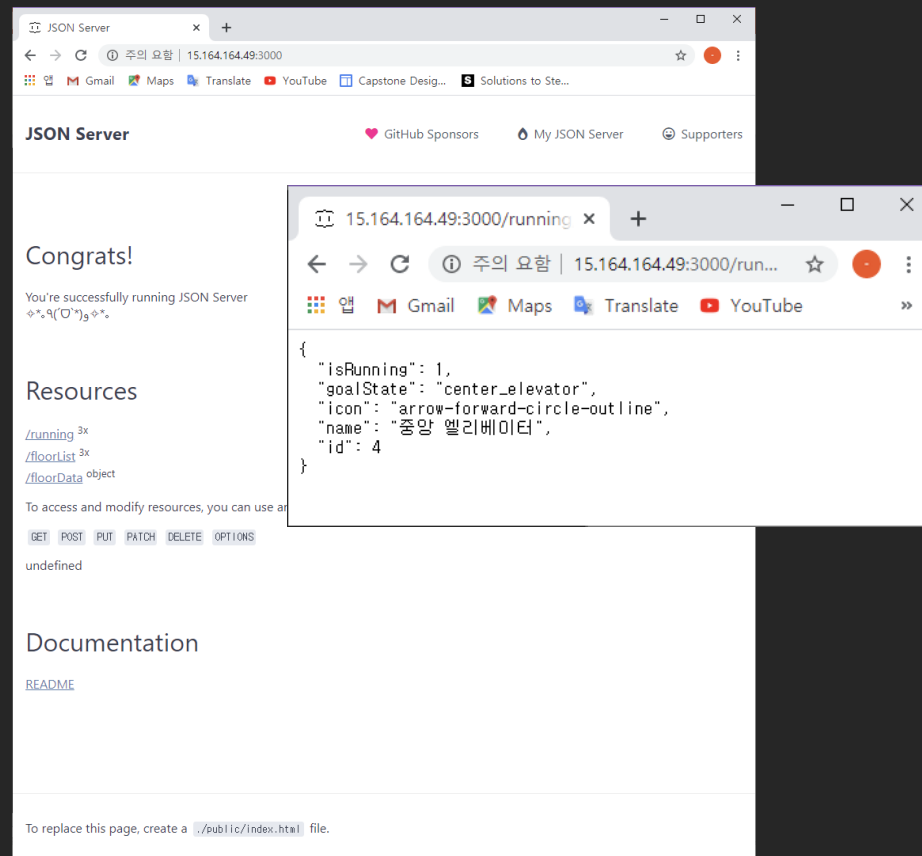 JSON Server
주의 요함 | 15.164.164.49:3000
앱 Gmail Maps Translate YouTube Capstone Desig... Solutions to Ste...
JSON Server GitHub Sponsors My JSON Server Supporters
Congrats!
You're successfully running JSON Server
✧*｡٩(ˊᗜˋ*)و✧*｡
Resources
/running 3x
/floorList 3x
/floorData object
To access and modify resources, you can use ar
GET POST PUT PATCH DELETE OPTIONS
undefined
Documentation
README
To replace this page, create a ./public/index.html file.
15.164.164.49:3000/running
주의 요함 | 15.164.164.49:3000/run...
앱 Gmail Maps Translate YouTube »
{
"isRunning": 1,
"goalState": "center_elevator",
"icon": "arrow-forward-circle-outline",
"name": "중앙 엘리베이터",
"id": 4
}